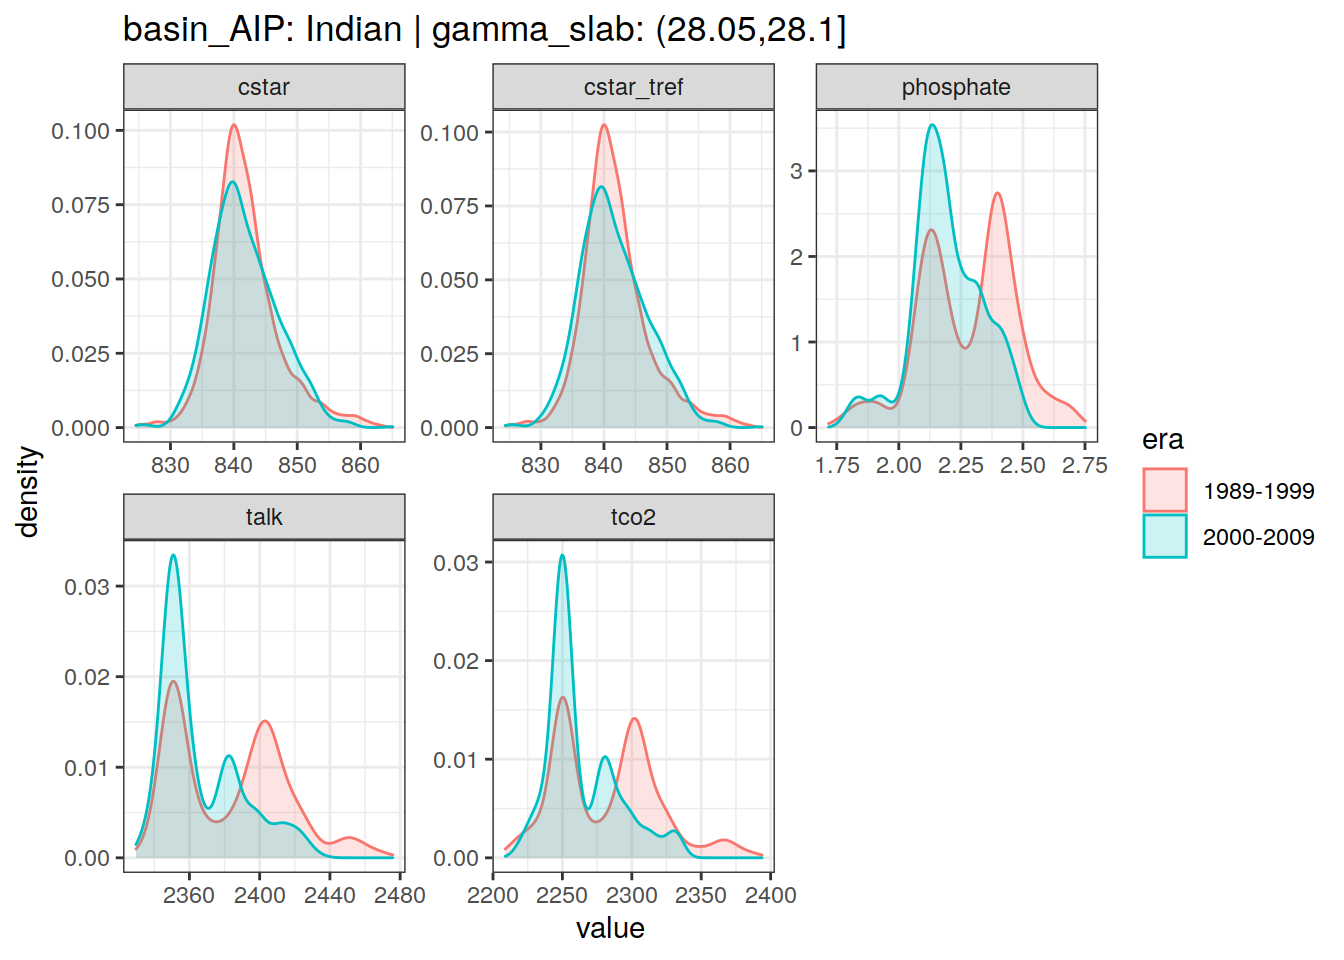 basin_AIP: Indian | gamma_slab: (28.05,28.1]
cstar
cstar_tref
phosphate
0.100
0.075
0.050
0.025
0.000
830 840 850 860
0.100
0.075
0.050
0.025
0.000
830 840 850 860
3
2
1
0
1.75 2.00 2.25 2.50 2.75
talk
tco2
0.03
0.02
0.01
0.00
2360 2400 2440 2480
0.03
0.02
0.01
0.00
2200 2250 2300 2350 2400
density
value
era
1989-1999
2000-2009